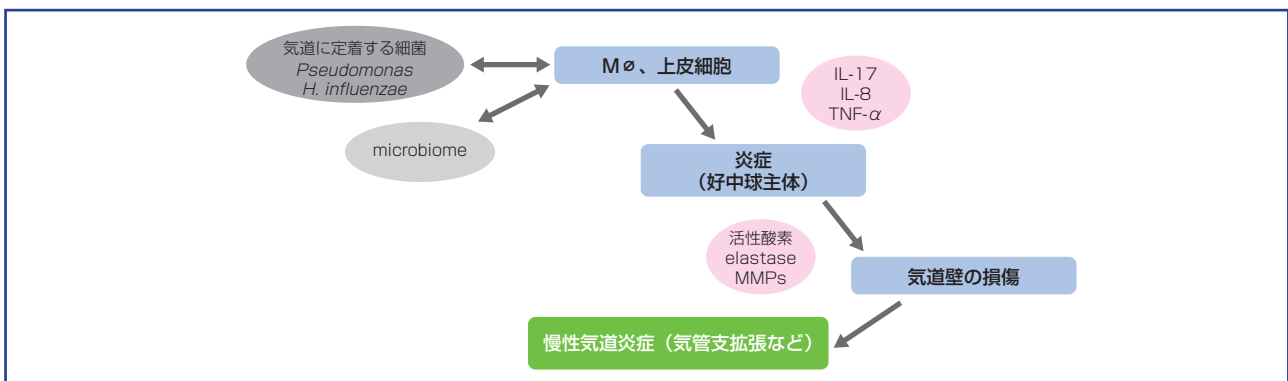 気道に定着する細菌
Pseudomonas
H. influenzae
Mφ、上皮細胞
IL-17
IL-8
TNF-α
microbiome
炎症
（好中球主体）
活性酸素
elastase
MMPs
気道壁の損傷
慢性気道炎症（気管支拡張など）